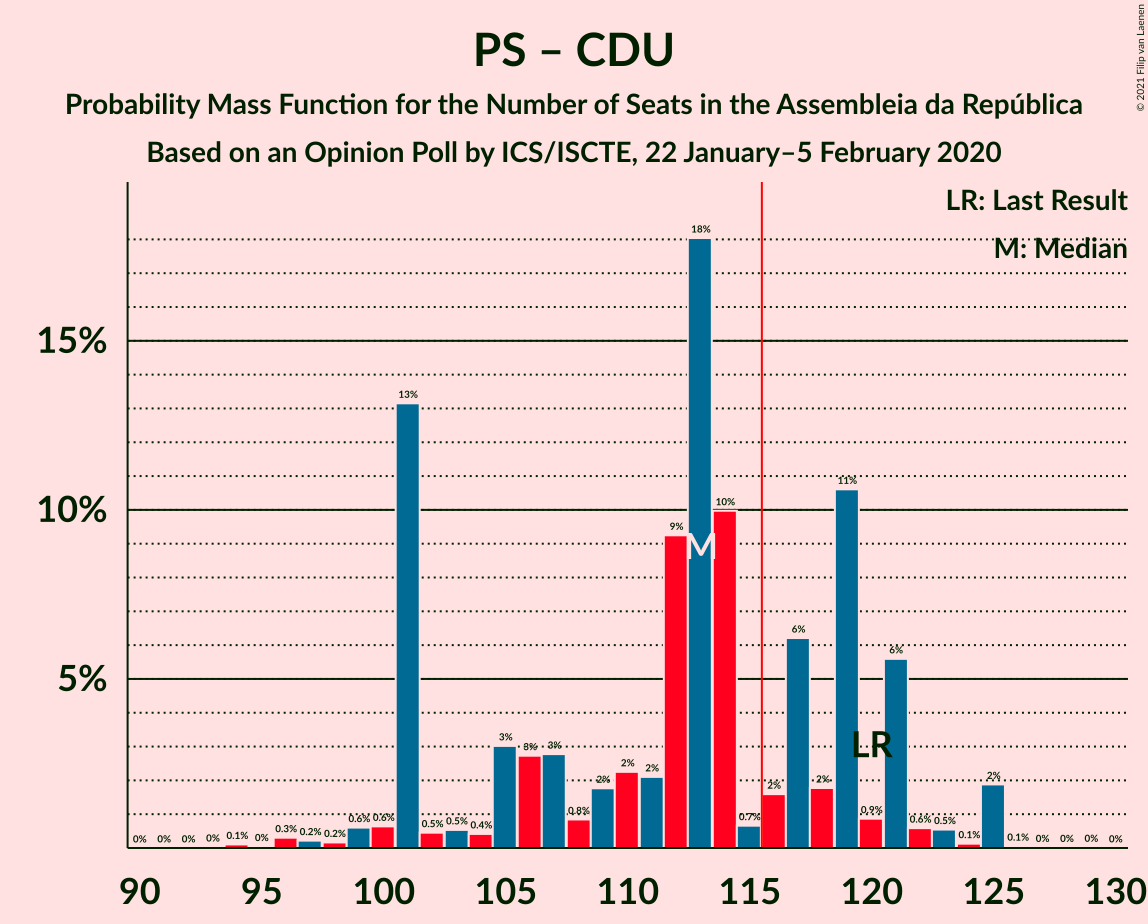 PS – CDU
Probability Mass Function for the Number of Seats in the Assembleia da República
Based on an Opinion Poll by ICS/ISCTE, 22 January–5 February 2020
© 2021 Filip van Laenen
LR: Last Result
M: Median
15%
10%
5%
0% 0% 0% 0% 0.1% 0% 0.3% 0.2% 0.2% 0.6% 0.6% 13% 0.5% 0.5% 0.4% 3% 3% 3% 0.8% 2% 2% 2% 9% 18% 10% 0.7% 2% 6% 2% 11% 0.9% 6% 0.6% 0.5% 0.1% 2% 0.1% 0% 0% 0% 0%
M
LR
90 95 100 105 110 115 120 125 130